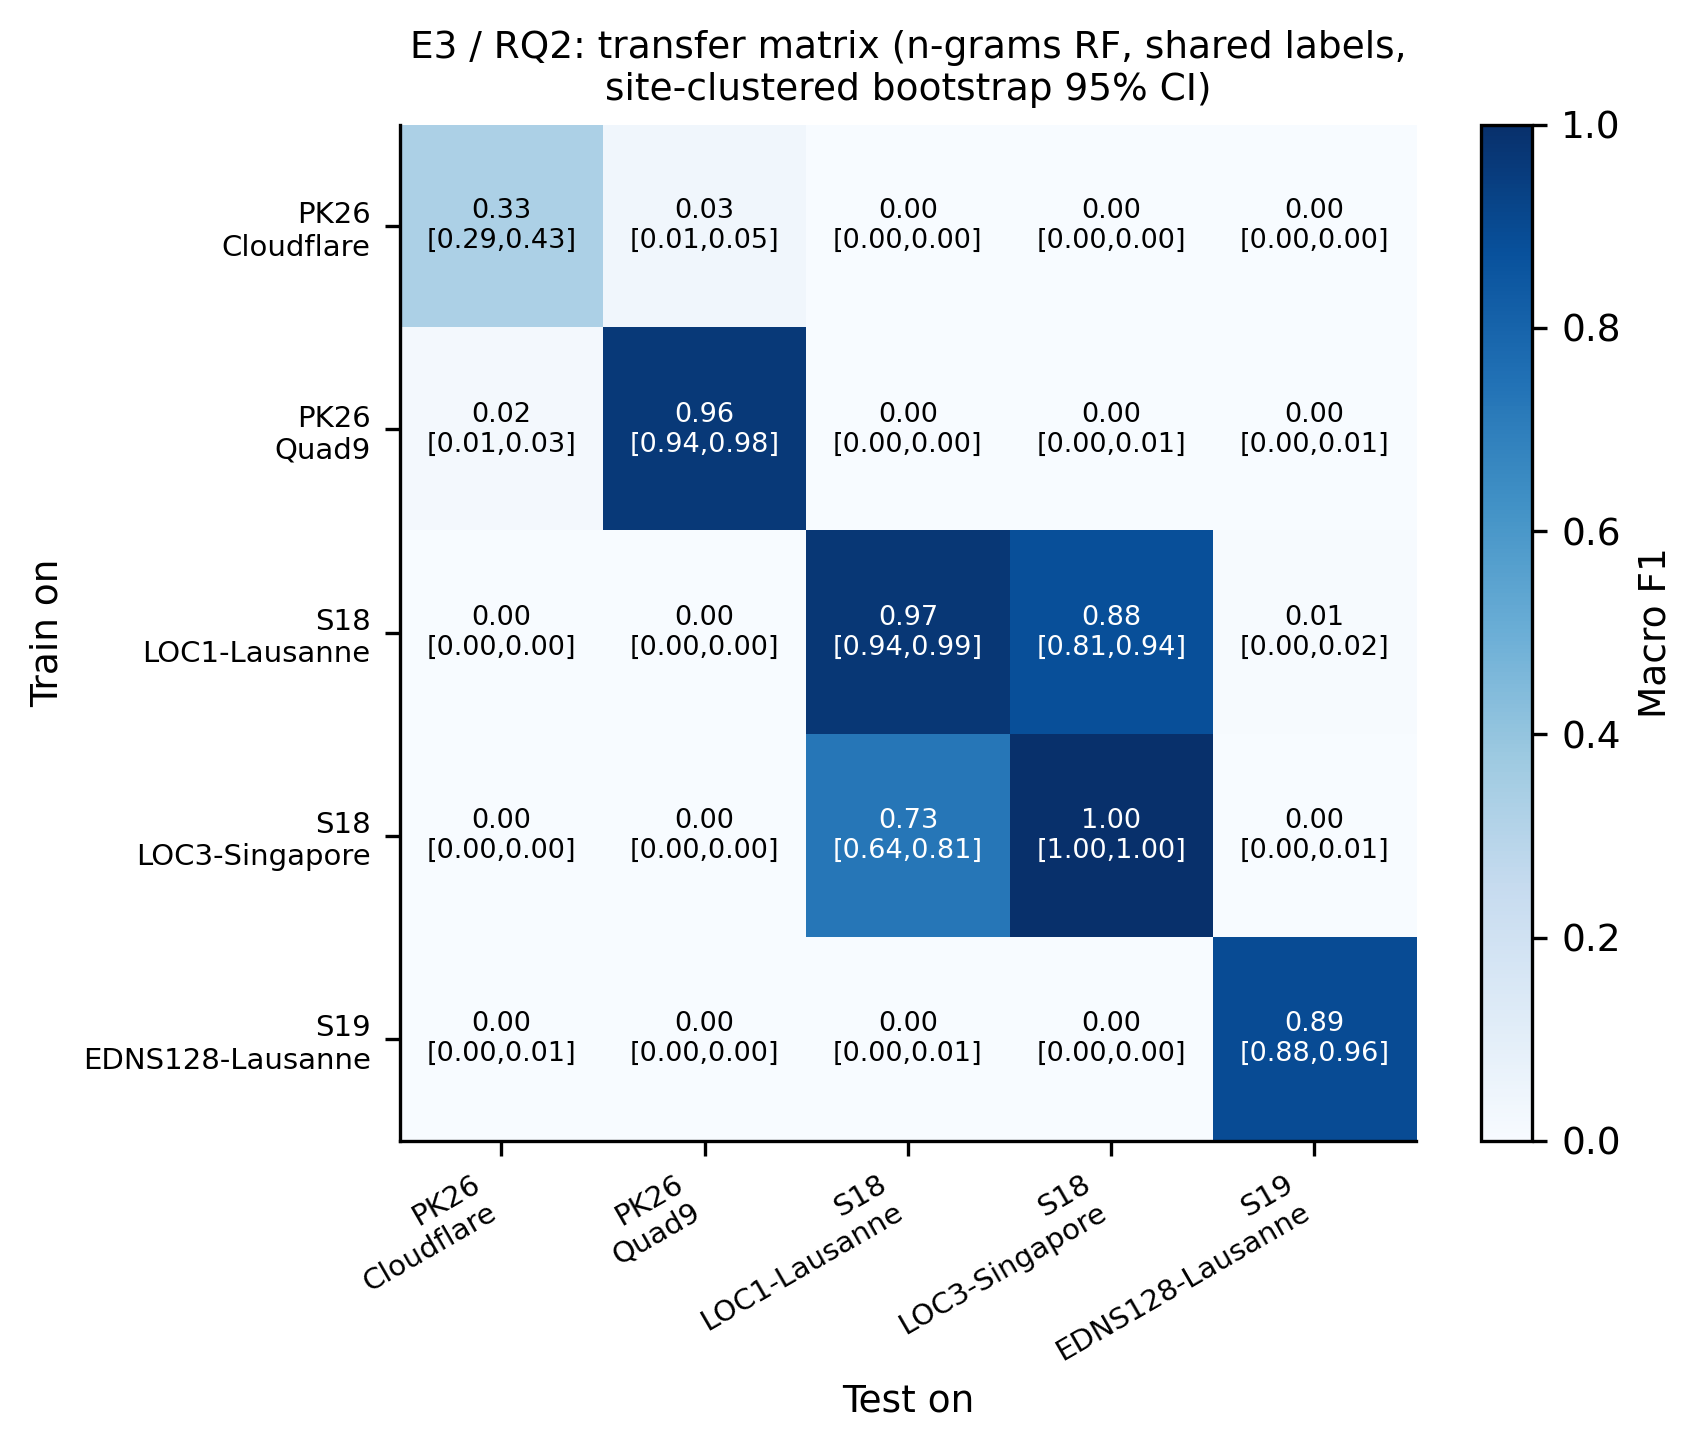 E3 / RQ2: transfer matrix (n-grams RF, shared labels,
site-clustered bootstrap 95% CI)
Train on
PK26
Cloudflare
0.33
[0.29,0.43]
0.03
[0.01,0.05]
0.00
[0.00,0.00]
0.00
[0.00,0.00]
0.00
[0.00,0.00]
PK26
Quad9
0.02
[0.01,0.03]
0.96
[0.94,0.98]
0.00
[0.00,0.00]
0.00
[0.00,0.01]
0.00
[0.00,0.01]
S18
LOC1-Lausanne
0.00
[0.00,0.00]
0.00
[0.00,0.00]
0.97
[0.94,0.99]
0.88
[0.81,0.94]
0.01
[0.00,0.02]
S18
LOC3-Singapore
0.00
[0.00,0.00]
0.00
[0.00,0.00]
0.73
[0.64,0.81]
1.00
[1.00,1.00]
0.00
[0.00,0.01]
S19
EDNS128-Lausanne
0.00
[0.00,0.01]
0.00
[0.00,0.00]
0.00
[0.00,0.01]
0.00
[0.00,0.00]
0.89
[0.88,0.96]
PK26
Cloudflare
PK26
Quad9
S18
LOC1-Lausanne
S18
LOC3-Singapore
S19
EDNS128-Lausanne
Test on
1.0
0.8
0.6
0.4
0.2
0.0
Macro F1